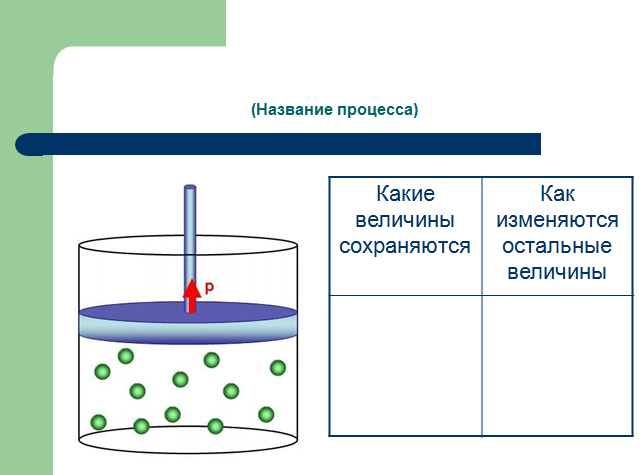 (Название процесса)
p
Какие
величины
сохраняются
Как
изменяются
остальные
величины